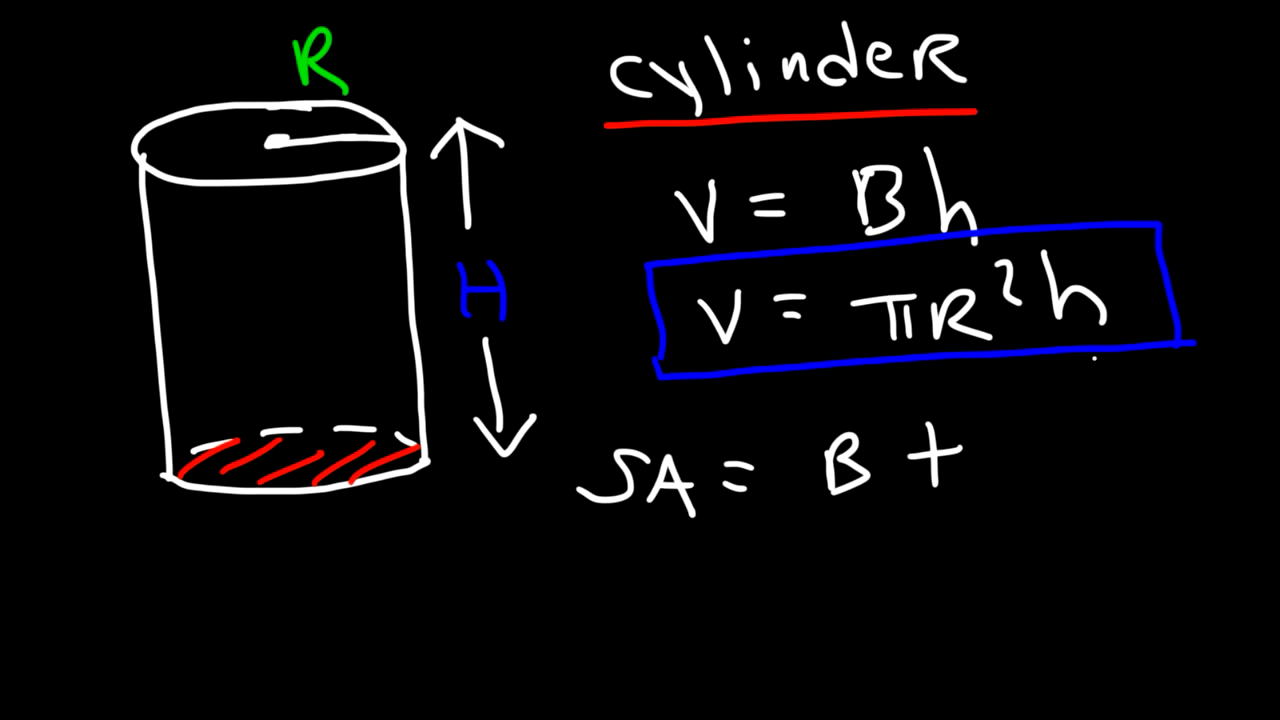 R
cylinder
V = Bh
H
V = πR²h
SA = B +